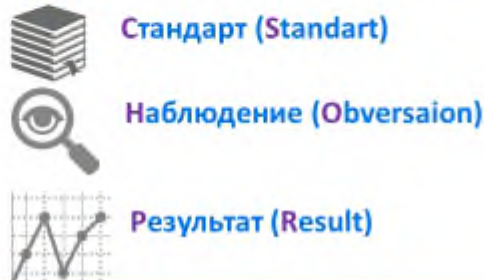 Стандарт (Standart)
Наблюдение (Obversaion)
Результат (Result)